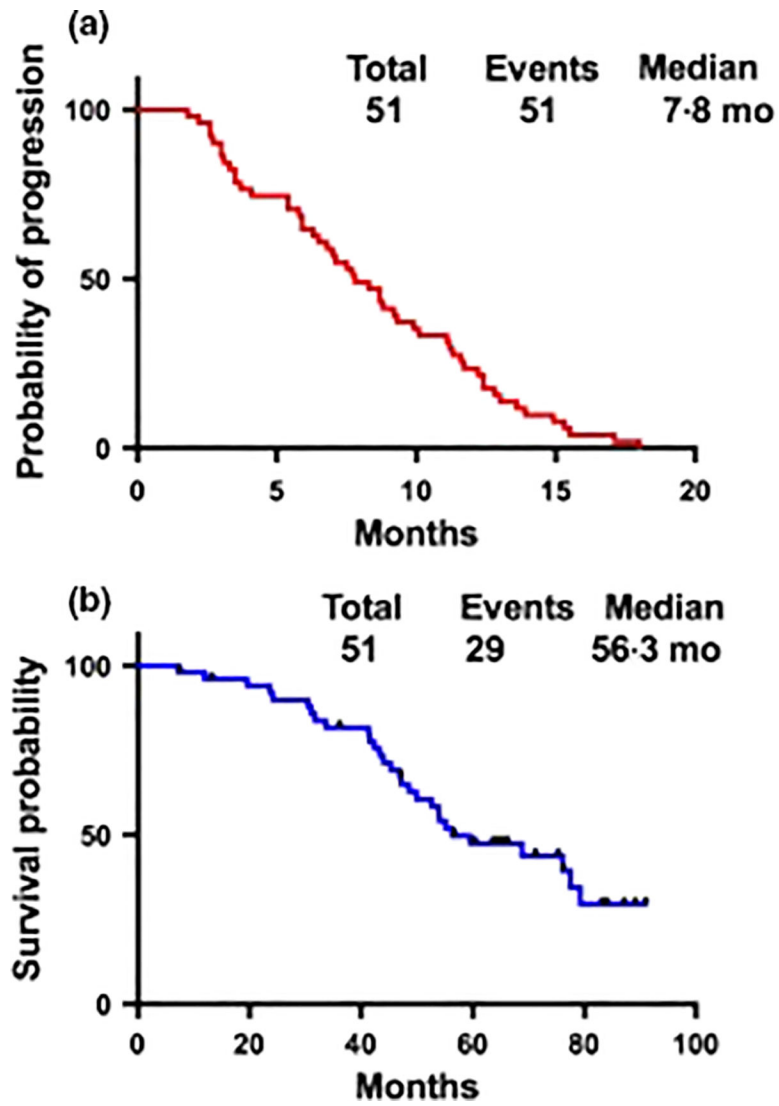 (a)
Total Events Median
51 51 7·8 mo
Probability of progression
100
50
0
0 5 10 15 20
Months
(b)
Total Events Median
51 29 56·3 mo
Survival probability
100
50
0
0 20 40 60 80 100
Months